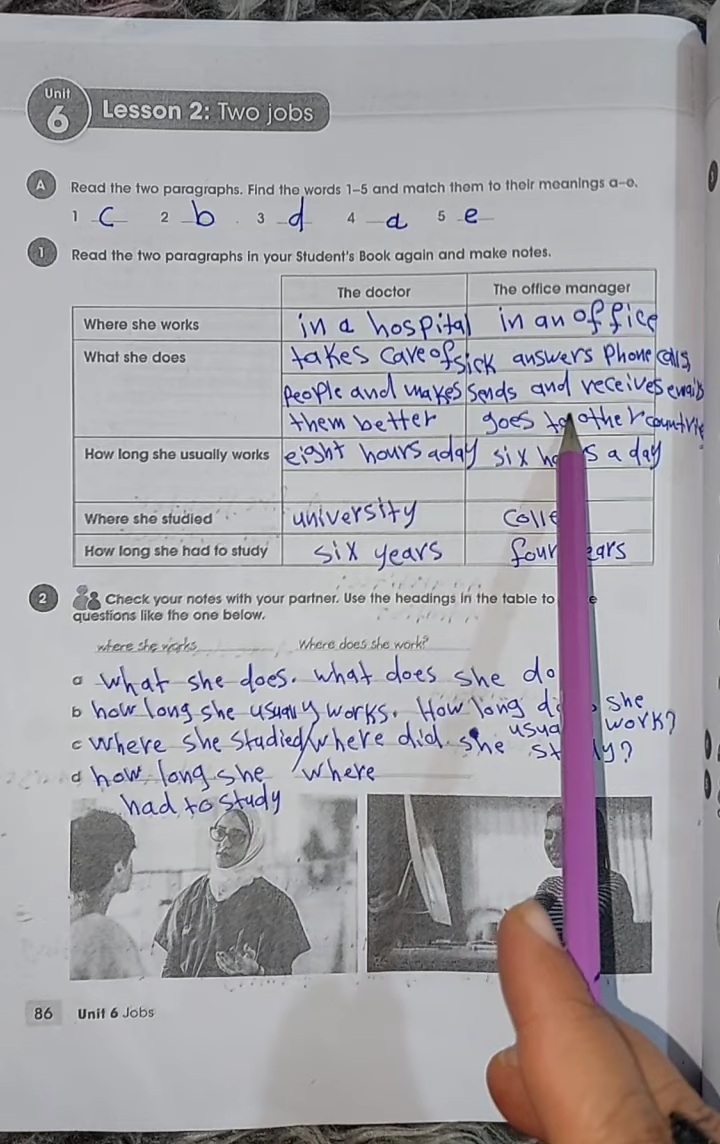 Unit
6
Lesson 2: Two jobs
A Read the two paragraphs. Find the words 1-5 and match them to their meanings a-e.
1 c 2 b 3 d 4 a 5 e
1 Read the two paragraphs in your Student's Book again and make notes.
The doctor The office manager
Where she works in a hospital in an office
What she does takes care of sick answers phone calls,
people and makes sends and receives emails
them better goes to other
How long she usually works eight hours a day six a day
Where she studied university
How long she had to study six years four
2 Check your notes with your partner. Use the headings in the table to
questions like the one below.
where she works Where does she work?
a what she does. what does she do
b how long she usually works. How long she
usually work?
c where she studied/where did she
d how long she where
had to study
86 Unit 6 Jobs